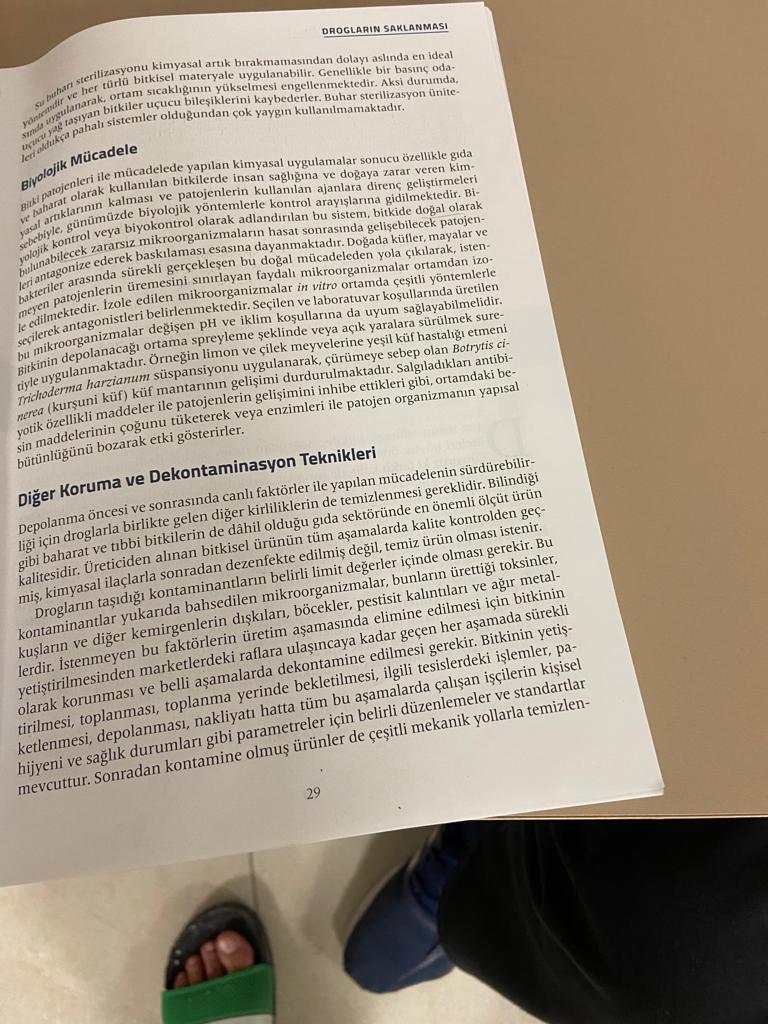 DROGLARIN SAKLANMASI
Su buharı sterilizasyonu kimyasal artık bırakmamasından dolayı aslında en ideal
yöntemdir ve her türlü bitkisel materyale uygulanabilir. Genellikle bir basınç oda-
sında uygulanarak, ortam sıcaklığının yükselmesi engellenmektedir. Aksi durumda,
uçucu yağ taşıyan bitkiler uçucu bileşiklerini kaybederler. Buhar sterilizasyon ünite-
leri oldukça pahalı sistemler olduğundan çok yaygın kullanılmamaktadır.
Biyolojik Mücadele
Bitki patojenleri ile mücadelede yapılan kimyasal uygulamalar sonucu özellikle gıda
ve baharat olarak kullanılan bitkilerde insan sağlığına ve doğaya zarar veren kim-
yasal artıklarının kalması ve patojenlerin kullanılan ajanlara direnç geliştirmeleri
sebebiyle, günümüzde biyolojik yöntemlerle kontrol arayışlarına gidilmektedir. Bi-
yolojik kontrol veya biyokontrol olarak adlandırılan bu sistem, bitkide doğal olarak
bulunabilecek zararsız mikroorganizmaların hasat sonrasında gelişebilecek patojen-
leri antagonize ederek baskılaması esasına dayanmaktadır. Doğada küfler, mayalar ve
bakteriler arasında sürekli gerçekleşen bu doğal mücadeleden yola çıkılarak, isten-
meyen patojenlerin üremesini sınırlayan faydalı mikroorganizmalar ortamdan izo-
le edilmektedir. İzole edilen mikroorganizmalar in vitro ortamda çeşitli yöntemlerle
seçilerek antagonistleri belirlenmektedir. Seçilen ve laboratuvar koşullarında üretilen
bu mikroorganizmalar değişen pH ve iklim koşullarına da uyum sağlayabilmelidir.
Bitkinin depolanacağı ortama spreyleme şeklinde veya açık yaralara sürülmek sure-
tiyle uygulanmaktadır. Örneğin limon ve çilek meyvelerine yeşil küf hastalığı etmeni
Trichoderma harzianum süspansiyonu uygulanarak, çürümeye sebep olan Botrytis ci-
nerea (kurşuni küf) küf mantarının gelişimi durdurulmaktadır. Salgıladıkları antibi-
yotik özellikli maddeler ile patojenlerin gelişimini inhibe ettikleri gibi, ortamdaki be-
sin maddelerinin çoğunu tüketerek veya enzimleri ile patojen organizmanın yapısal
bütünlüğünü bozarak etki gösterirler.
Diğer Koruma ve Dekontaminasyon Teknikleri
Depolanma öncesi ve sonrasında canlı faktörler ile yapılan mücadelenin sürdürebilir-
liği için droglarla birlikte gelen diğer kirliliklerin de temizlenmesi gereklidir. Bilindiği
gibi baharat ve tıbbi bitkilerin de dâhil olduğu gıda sektöründe en önemli ölçüt ürün
kalitesidir. Üreticiden alınan bitkisel ürünün tüm aşamalarda kalite kontrolden geç-
miş, kimyasal ilaçlarla sonradan dezenfekte edilmiş değil, temiz ürün olması istenir.
Drogların taşıdığı kontaminantların belirli limit değerler içinde olması gerekir. Bu
kontaminantlar yukarıda bahsedilen mikroorganizmalar, bunların ürettiği toksinler,
kuşların ve diğer kemirgenlerin dışkıları, böcekler, pestisit kalıntıları ve ağır metal-
lerdir. İstenmeyen bu faktörlerin üretim aşamasında elimine edilmesi için bitkinin
yetiştirilmesinden marketlerdeki raflara ulaşıncaya kadar geçen her aşamada sürekli
olarak korunması ve belli aşamalarda dekontamine edilmesi gerekir. Bitkinin yetiş-
tirilmesi, toplanması, toplanma yerinde bekletilmesi, ilgili tesislerdeki işlemler, pa-
ketlenmesi, depolanması, nakliyatı hatta tüm bu aşamalarda çalışan işçilerin kişisel
hijyeni ve sağlık durumları gibi parametreler için belirli düzenlemeler ve standartlar
mevcuttur. Sonradan kontamine olmuş ürünler de çeşitli mekanik yollarla temizlen-
29